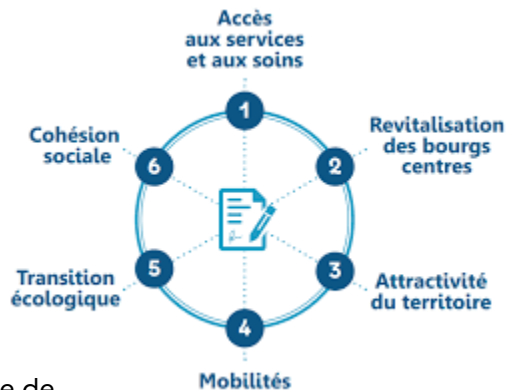 Accès
aux services
et aux soins
1
Revitalisation
des bourgs
centres
2
Attractivité
du territoire
3
Mobilités
4
Transition
écologique
5
Cohésion
sociale
6
e de